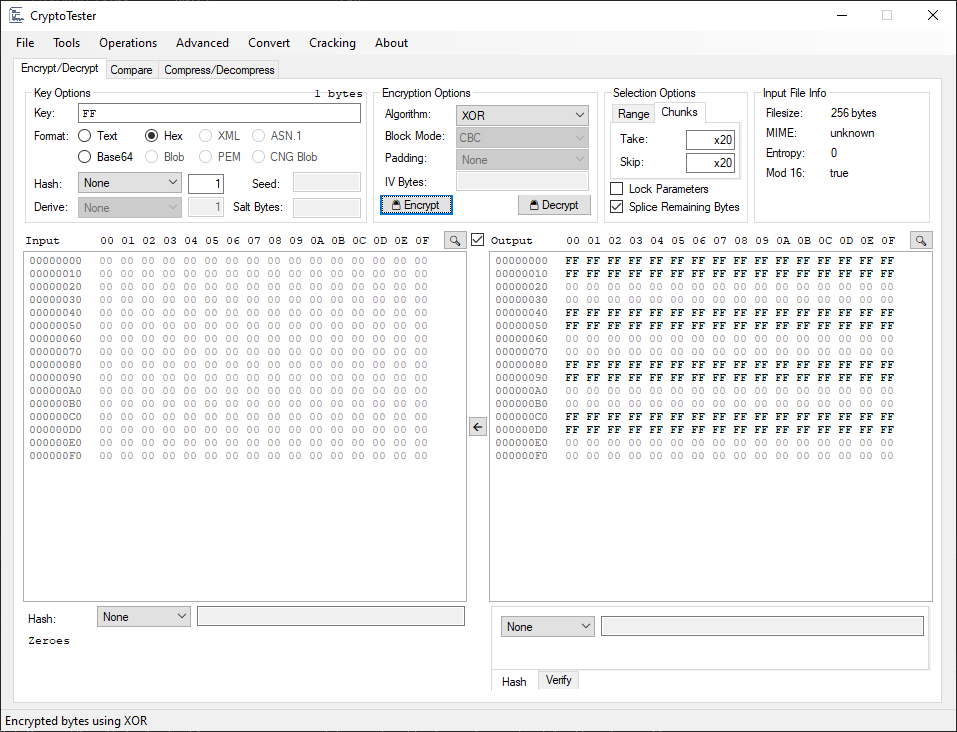 CryptoTester
File Tools Operations Advanced Convert Cracking About
Encrypt/Decrypt Compare Compress/Decompress
Key Options 1 bytes
Key: FF
Format: Text Hex XML ASN.1
Base64 Blob PEM CNG Blob
Hash: None 1 Seed:
Derive: None 1 Salt Bytes:
Encryption Options
Algorithm: XOR
Block Mode: CBC
Padding: None
IV Bytes:
Encrypt Decrypt
Selection Options
Range Chunks
Take: x20
Skip: x20
Lock Parameters
Splice Remaining Bytes
Input File Info
Filesize: 256 bytes
MIME: unknown
Entropy: 0
Mod 16: true
Input 00 01 02 03 04 05 06 07 08 09 0A 0B 0C 0D 0E 0F
00000000 00 00 00 00 00 00 00 00 00 00 00 00 00 00 00 00
00000010 00 00 00 00 00 00 00 00 00 00 00 00 00 00 00 00
00000020 00 00 00 00 00 00 00 00 00 00 00 00 00 00 00 00
00000030 00 00 00 00 00 00 00 00 00 00 00 00 00 00 00 00
00000040 00 00 00 00 00 00 00 00 00 00 00 00 00 00 00 00
00000050 00 00 00 00 00 00 00 00 00 00 00 00 00 00 00 00
00000060 00 00 00 00 00 00 00 00 00 00 00 00 00 00 00 00
00000070 00 00 00 00 00 00 00 00 00 00 00 00 00 00 00 00
00000080 00 00 00 00 00 00 00 00 00 00 00 00 00 00 00 00
00000090 00 00 00 00 00 00 00 00 00 00 00 00 00 00 00 00
000000A0 00 00 00 00 00 00 00 00 00 00 00 00 00 00 00 00
000000B0 00 00 00 00 00 00 00 00 00 00 00 00 00 00 00 00
000000C0 00 00 00 00 00 00 00 00 00 00 00 00 00 00 00 00
000000D0 00 00 00 00 00 00 00 00 00 00 00 00 00 00 00 00
000000E0 00 00 00 00 00 00 00 00 00 00 00 00 00 00 00 00
000000F0 00 00 00 00 00 00 00 00 00 00 00 00 00 00 00 00
Hash: None
Zeroes
Output 00 01 02 03 04 05 06 07 08 09 0A 0B 0C 0D 0E 0F
00000000 FF FF FF FF FF FF FF FF FF FF FF FF FF FF FF FF
00000010 FF FF FF FF FF FF FF FF FF FF FF FF FF FF FF FF
00000020 00 00 00 00 00 00 00 00 00 00 00 00 00 00 00 00
00000030 00 00 00 00 00 00 00 00 00 00 00 00 00 00 00 00
00000040 FF FF FF FF FF FF FF FF FF FF FF FF FF FF FF FF
00000050 FF FF FF FF FF FF FF FF FF FF FF FF FF FF FF FF
00000060 00 00 00 00 00 00 00 00 00 00 00 00 00 00 00 00
00000070 00 00 00 00 00 00 00 00 00 00 00 00 00 00 00 00
00000080 FF FF FF FF FF FF FF FF FF FF FF FF FF FF FF FF
00000090 FF FF FF FF FF FF FF FF FF FF FF FF FF FF FF FF
000000A0 00 00 00 00 00 00 00 00 00 00 00 00 00 00 00 00
000000B0 00 00 00 00 00 00 00 00 00 00 00 00 00 00 00 00
000000C0 FF FF FF FF FF FF FF FF FF FF FF FF FF FF FF FF
000000D0 FF FF FF FF FF FF FF FF FF FF FF FF FF FF FF FF
000000E0 00 00 00 00 00 00 00 00 00 00 00 00 00 00 00 00
000000F0 00 00 00 00 00 00 00 00 00 00 00 00 00 00 00 00
None
Hash Verify
Encrypted bytes using XOR